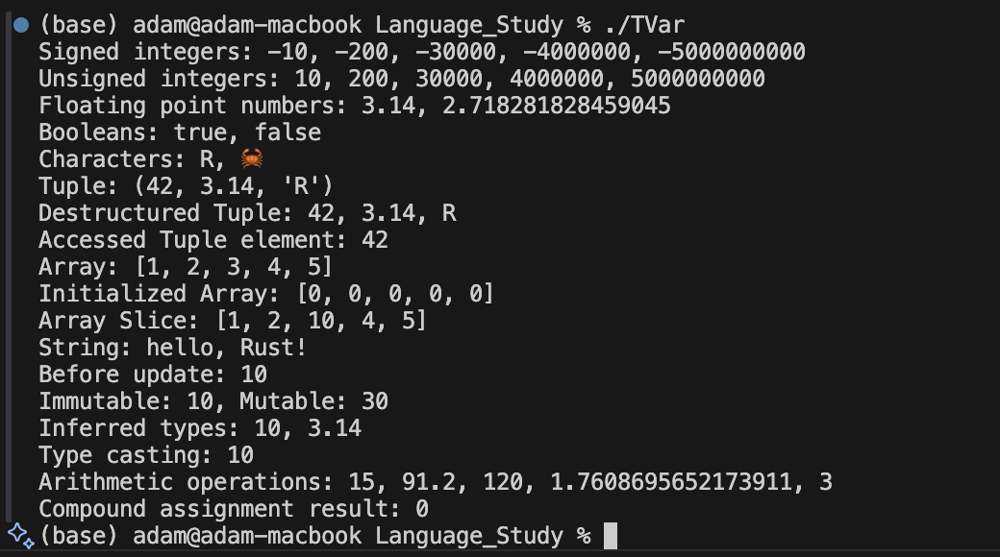 (base) adam@adam-macbook Language_Study % ./TVar
Signed integers: -10, -200, -30000, -4000000, -5000000000
Unsigned integers: 10, 200, 30000, 4000000, 5000000000
Floating point numbers: 3.14, 2.718281828459045
Booleans: true, false
Characters: R, 🦀
Tuple: (42, 3.14, 'R')
Destructured Tuple: 42, 3.14, R
Accessed Tuple element: 42
Array: [1, 2, 3, 4, 5]
Initialized Array: [0, 0, 0, 0, 0]
Array Slice: [1, 2, 10, 4, 5]
String: hello, Rust!
Before update: 10
Immutable: 10, Mutable: 30
Inferred types: 10, 3.14
Type casting: 10
Arithmetic operations: 15, 91.2, 120, 1.7608695652173911, 3
Compound assignment result: 0
(base) adam@adam-macbook Language_Study %